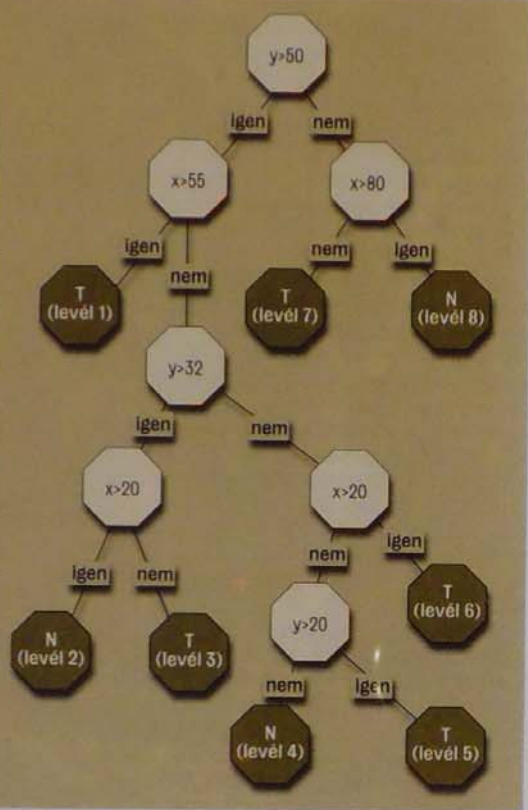 y>50
igen
nem
x>55
x>80
igen
nem
nem
igen
T
(levél 1)
T
(levél 7)
N
(levél 8)
y>32
igen
nem
x>20
x>20
igen
nem
nem
igen
N
(levél 2)
T
(levél 3)
y>20
T
(levél 6)
nem
igen
N
(levél 4)
T
(levél 5)